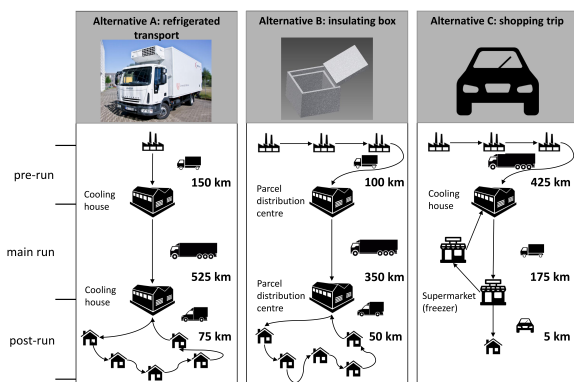 Alternative A: refrigerated
transport
Alternative B: insulating box
Alternative C: shopping trip
pre-run
150 km
Cooling
house
100 km
Parcel
distribution
centre
425 km
Cooling
house
main run
525 km
Cooling
house
350 km
Parcel
distribution
centre
175 km
Supermarket
(freezer)
post-run
75 km
50 km
5 km